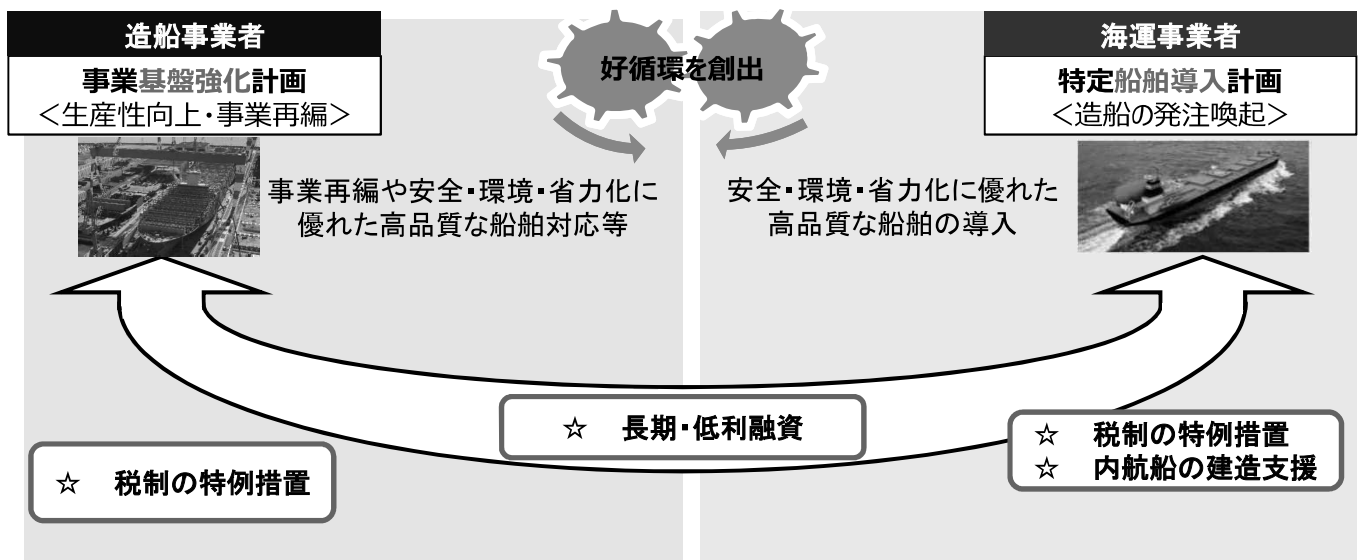 造船事業者
事業基盤強化計画
＜生産性向上・事業再編＞
好循環を創出
海運事業者
特定船舶導入計画
＜造船の発注喚起＞
事業再編や安全・環境・省力化に
優れた高品質な船舶対応等
安全・環境・省力化に優れた
高品質な船舶の導入
☆ 長期・低利融資
☆ 税制の特例措置
☆ 税制の特例措置
☆ 内航船の建造支援